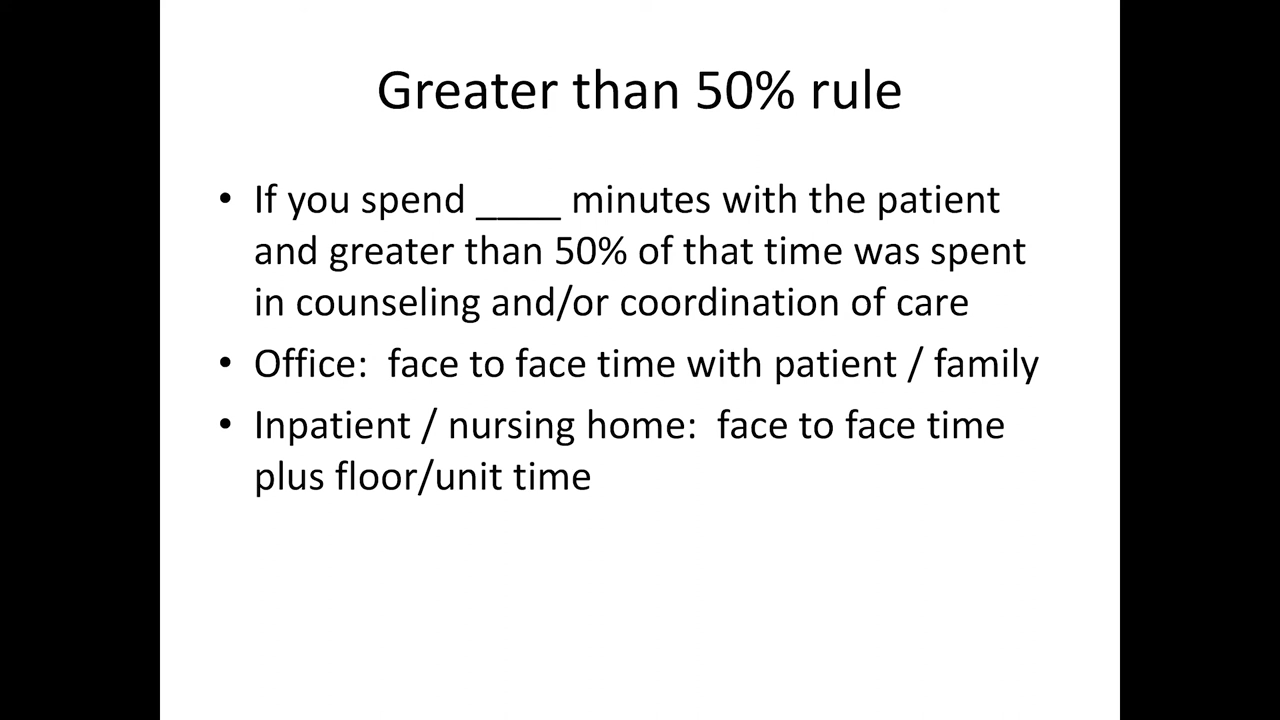 Greater than 50% rule
• If you spend ____ minutes with the patient
and greater than 50% of that time was spent
in counseling and/or coordination of care
• Office:  face to face time with patient / family
• Inpatient / nursing home:  face to face time
plus floor/unit time